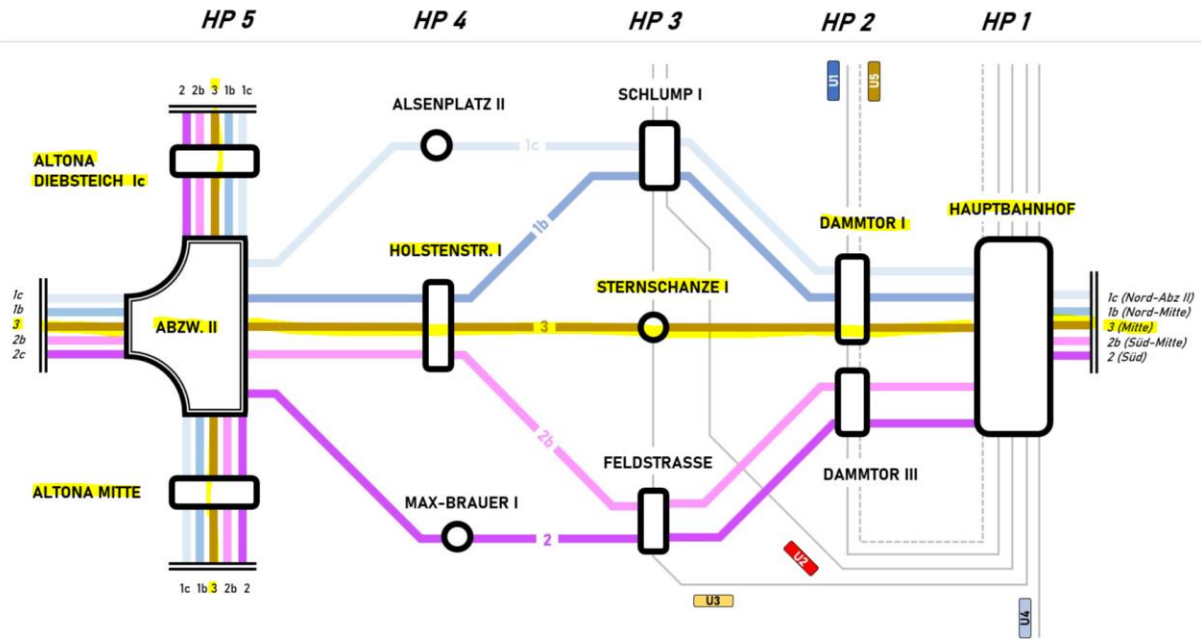 HP 5 HP 4 HP 3 HP 2 HP 1
2 2b 3 1b 1c
U1
U5
ALSENPLATZ II
SCHLUMP I
1c
ALTONA
DIEBSTEICH Ic
HAUPTBAHNHOF
DAMMTOR I
1b
HOLSTENSTR. I
STERNSCHANZE I
1c
1b
3
2b
2c
ABZW. II
3
1c (Nord-Abz II)
1b (Nord-Mitte)
3 (Mitte)
2b (Süd-Mitte)
2 (Süd)
2b
FELDSTRASSE
DAMMTOR III
ALTONA MITTE
MAX-BRAUER I
2
U2
1c 1b 3 2b 2
U3
U4